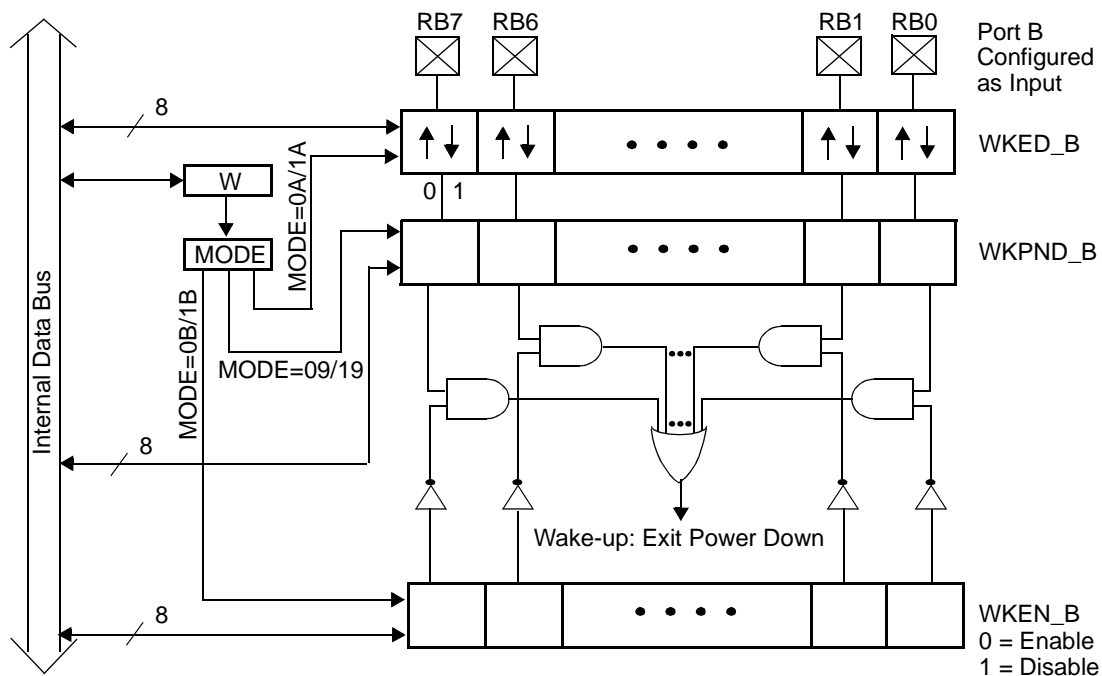 RB7
RB6
RB1
RB0
Port B
Configured
as Input
8
WKED_B
W
MODE=0A/1A
0 1
MODE
WKPND_B
Internal Data Bus
MODE=0B/1B
MODE=09/19
8
Wake-up: Exit Power Down
8
WKEN_B
0 = Enable
1 = Disable